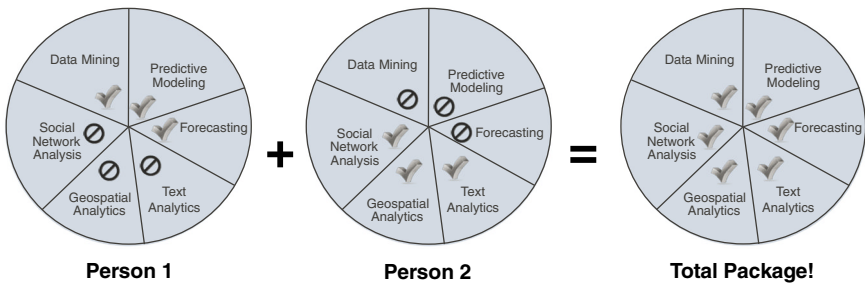 Data Mining
Predictive
Modeling
Forecasting
Text
Analytics
Geospatial
Analytics
Social
Network
Analysis
Person 1
+
Data Mining
Predictive
Modeling
Forecasting
Text
Analytics
Geospatial
Analytics
Social
Network
Analysis
Person 2
=
Data Mining
Predictive
Modeling
Forecasting
Text
Analytics
Geospatial
Analytics
Social
Network
Analysis
Total Package!